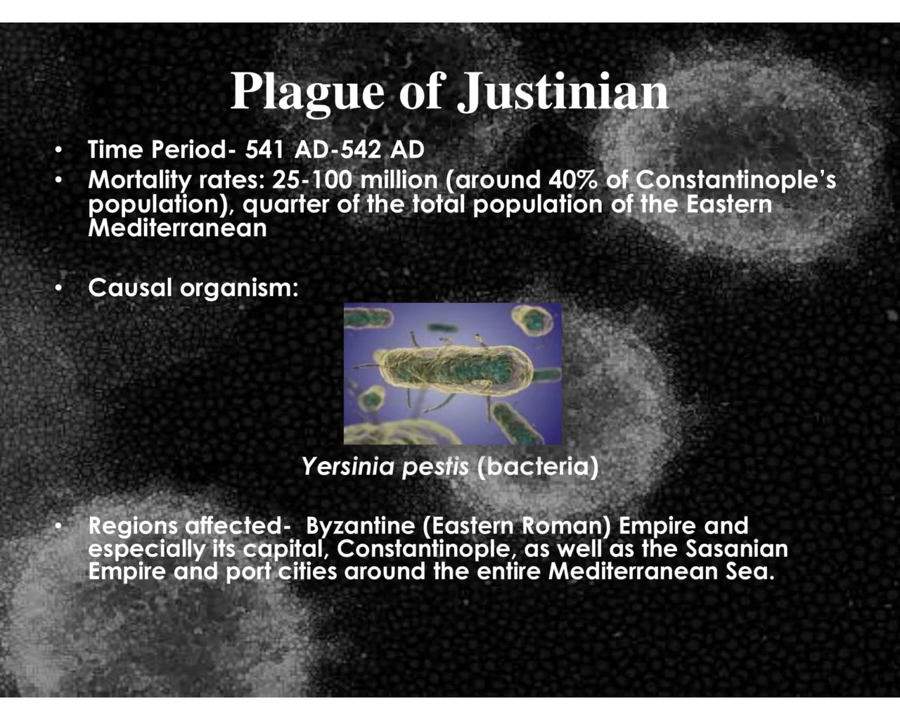 Plague of Justinian
• Time Period- 541 AD-542 AD
• Mortality rates: 25-100 million (around 40% of Constantinople’s
population), quarter of the total population of the Eastern
Mediterranean
• Causal organism:
Yersinia pestis (bacteria)
• Regions affected-  Byzantine (Eastern Roman) Empire and
especially its capital, Constantinople, as well as the Sasanian
Empire and port cities around the entire Mediterranean Sea.